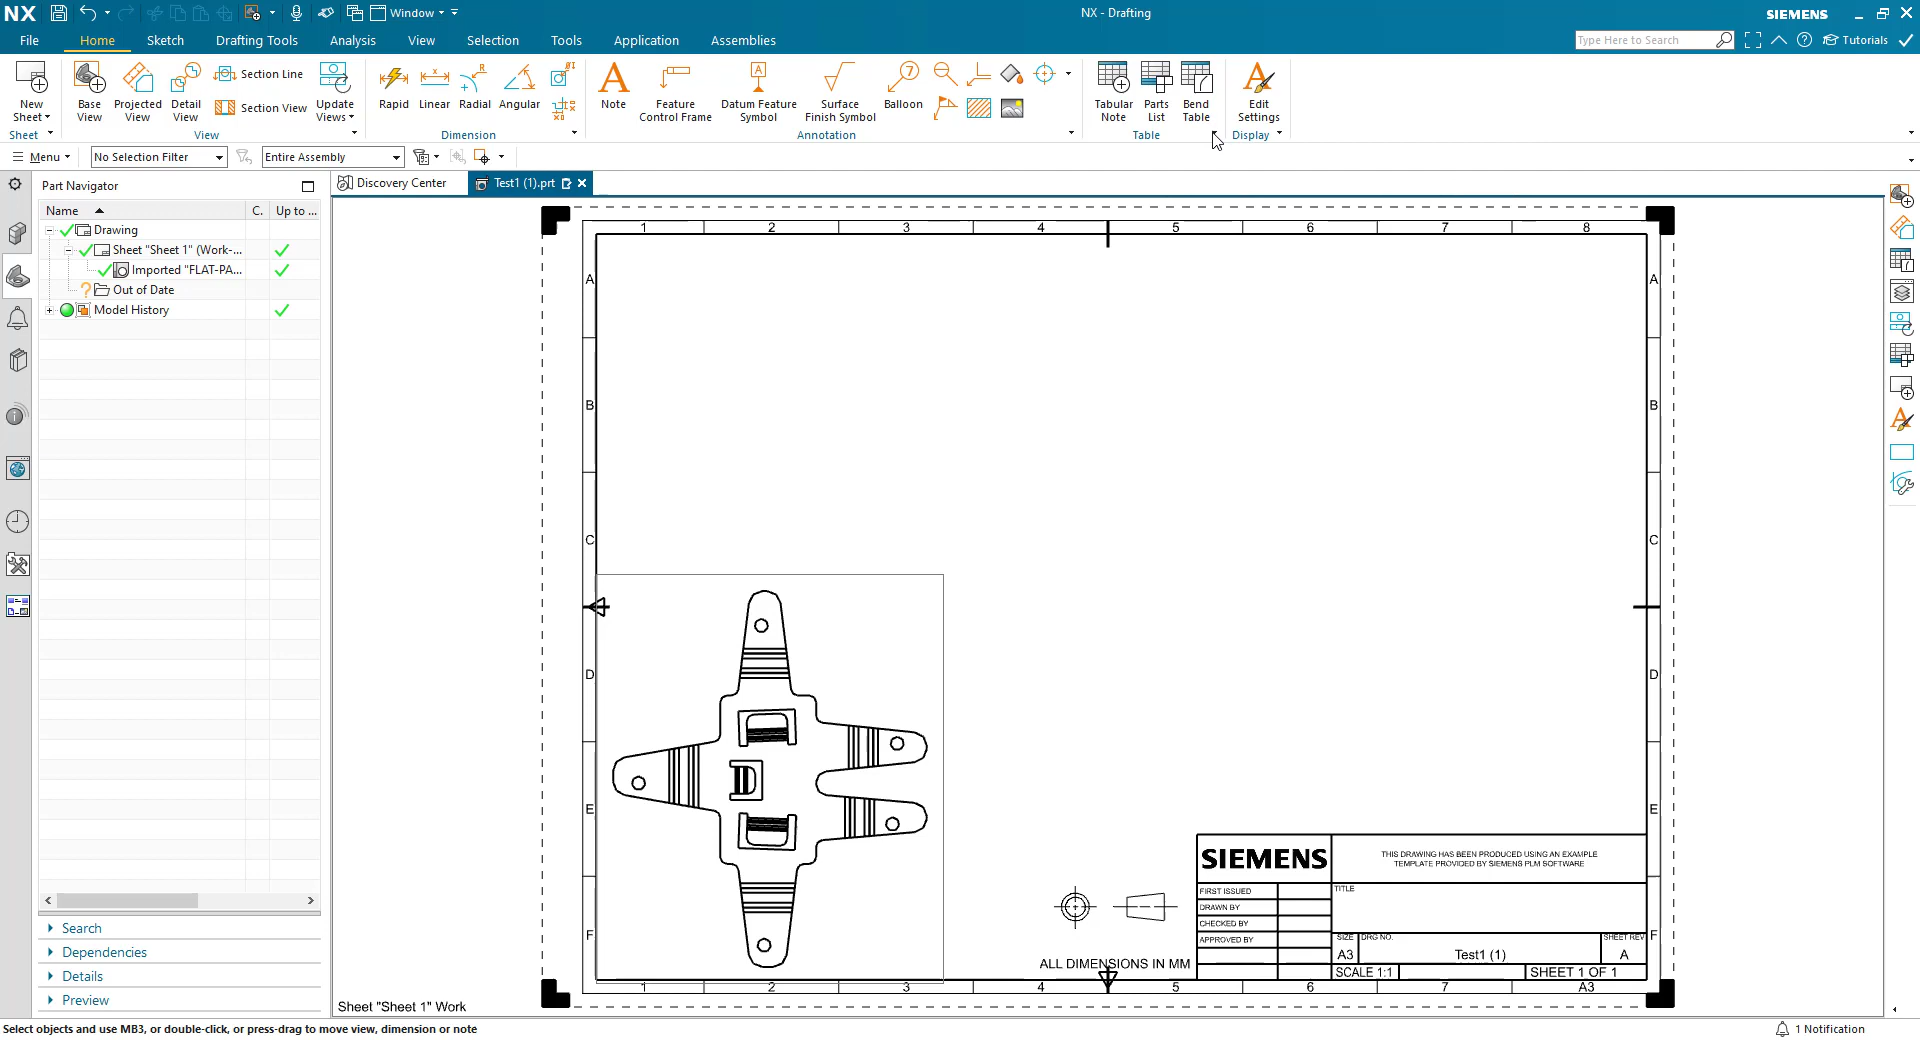 NX Window NX - Drafting SIEMENS
File Home Sketch Drafting Tools Analysis View Selection Tools Application Assemblies Type Here to Search Tutorials
New Sheet
Base View
Projected View
Detail View
Section Line
Section View
Update Views
Rapid
Linear
Radial
Angular
Note
Feature Control Frame
Datum Feature Symbol
Surface Finish Symbol
Balloon
Tabular Note
Parts List
Bend Table
Edit Settings
Sheet View Dimension Annotation Table Display
Menu No Selection Filter Entire Assembly
Part Navigator
Discovery Center Test1 (1).prt
Name C. Up to ...
Drawing
Sheet "Sheet 1" (Work-...
Imported "FLAT-PA...
Out of Date
Model History
Search
Dependencies
Details
Preview
1 2 3 4 5 6 7 8
A A
B B
C C
D D
E E
F F
R
A
7
SIEMENS
THIS DRAWING HAS BEEN PRODUCED USING AN EXAMPLE
TEMPLATE PROVIDED BY SIEMENS PLM SOFTWARE
FIRST ISSUED
DRAWN BY
CHECKED BY
APPROVED BY
TITLE
SIZE DRG NO. SHEET REV
A3 Test1 (1) A
SCALE 1:1 SHEET 1 OF 1
ALL DIMENSIONS IN MM
1 2 3 4 5 6 7 A3
Sheet "Sheet 1" Work
Select objects and use MB3, or double-click, or press-drag to move view, dimension or note
1 Notification